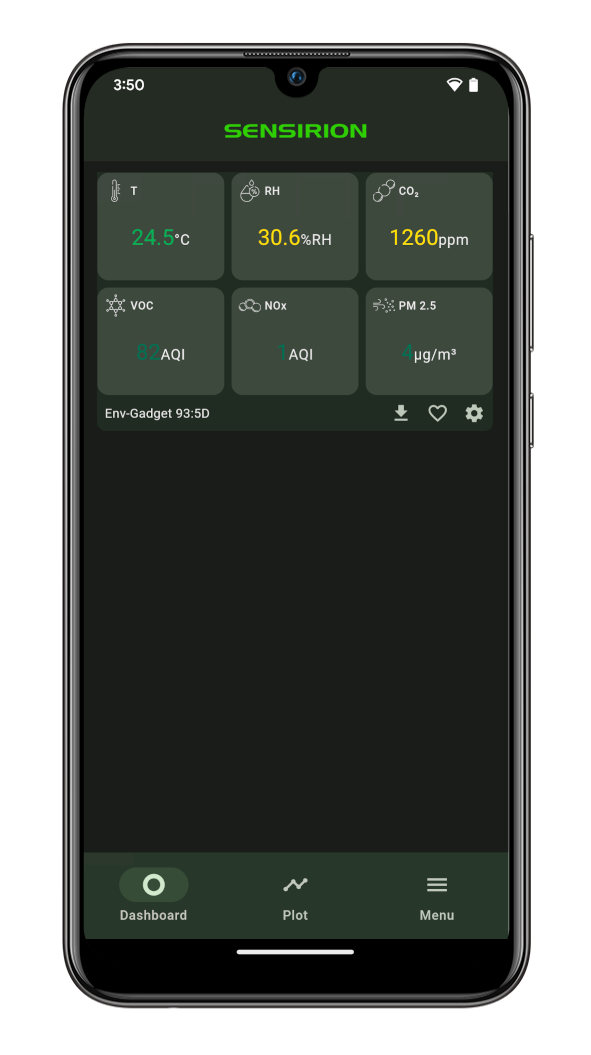 3:50
SENSIRION
T
RH
CO₂
24.5°C
30.6%RH
1260ppm
VOC
NOx
PM 2.5
82AQI
1AQI
4µg/m³
Env-Gadget 93:5D
Dashboard
Plot
Menu